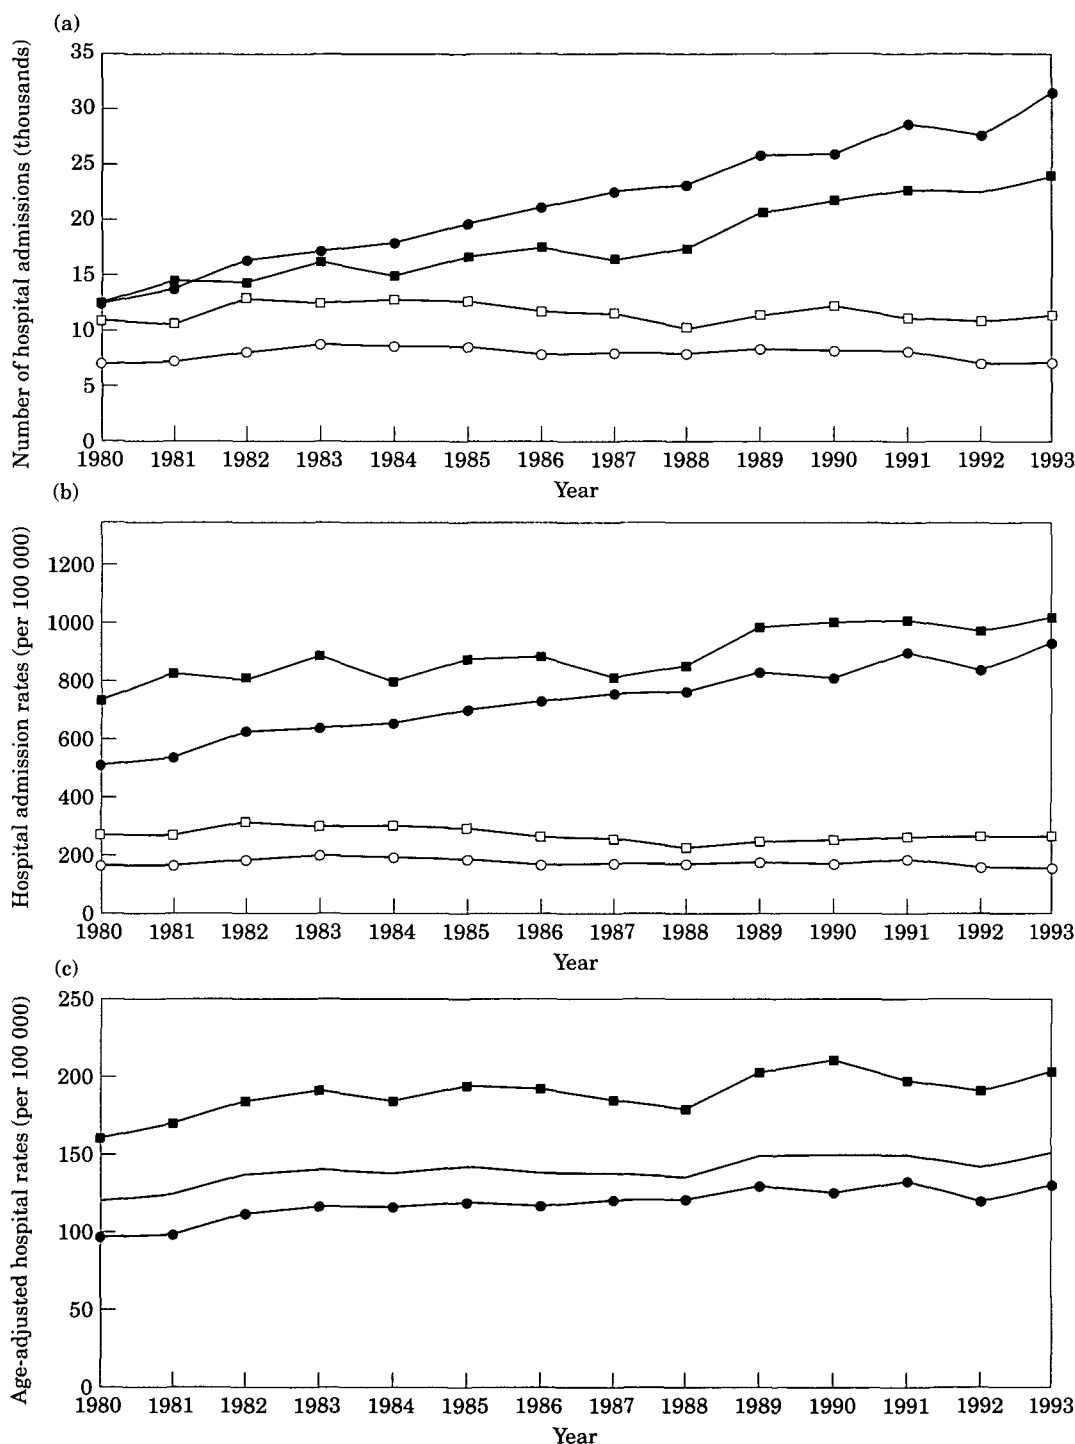 (a)
Number of hospital admissions (thousands)
35
30
25
20
15
10
5
0
1980 1981 1982 1983 1984 1985 1986 1987 1988 1989 1990 1991 1992 1993
Year
(b)
Hospital admission rates (per 100 000)
1200
1000
800
600
400
200
0
1980 1981 1982 1983 1984 1985 1986 1987 1988 1989 1990 1991 1992 1993
Year
(c)
Age-adjusted hospital rates (per 100 000)
250
200
150
100
50
0
1980 1981 1982 1983 1984 1985 1986 1987 1988 1989 1990 1991 1992 1993
Year